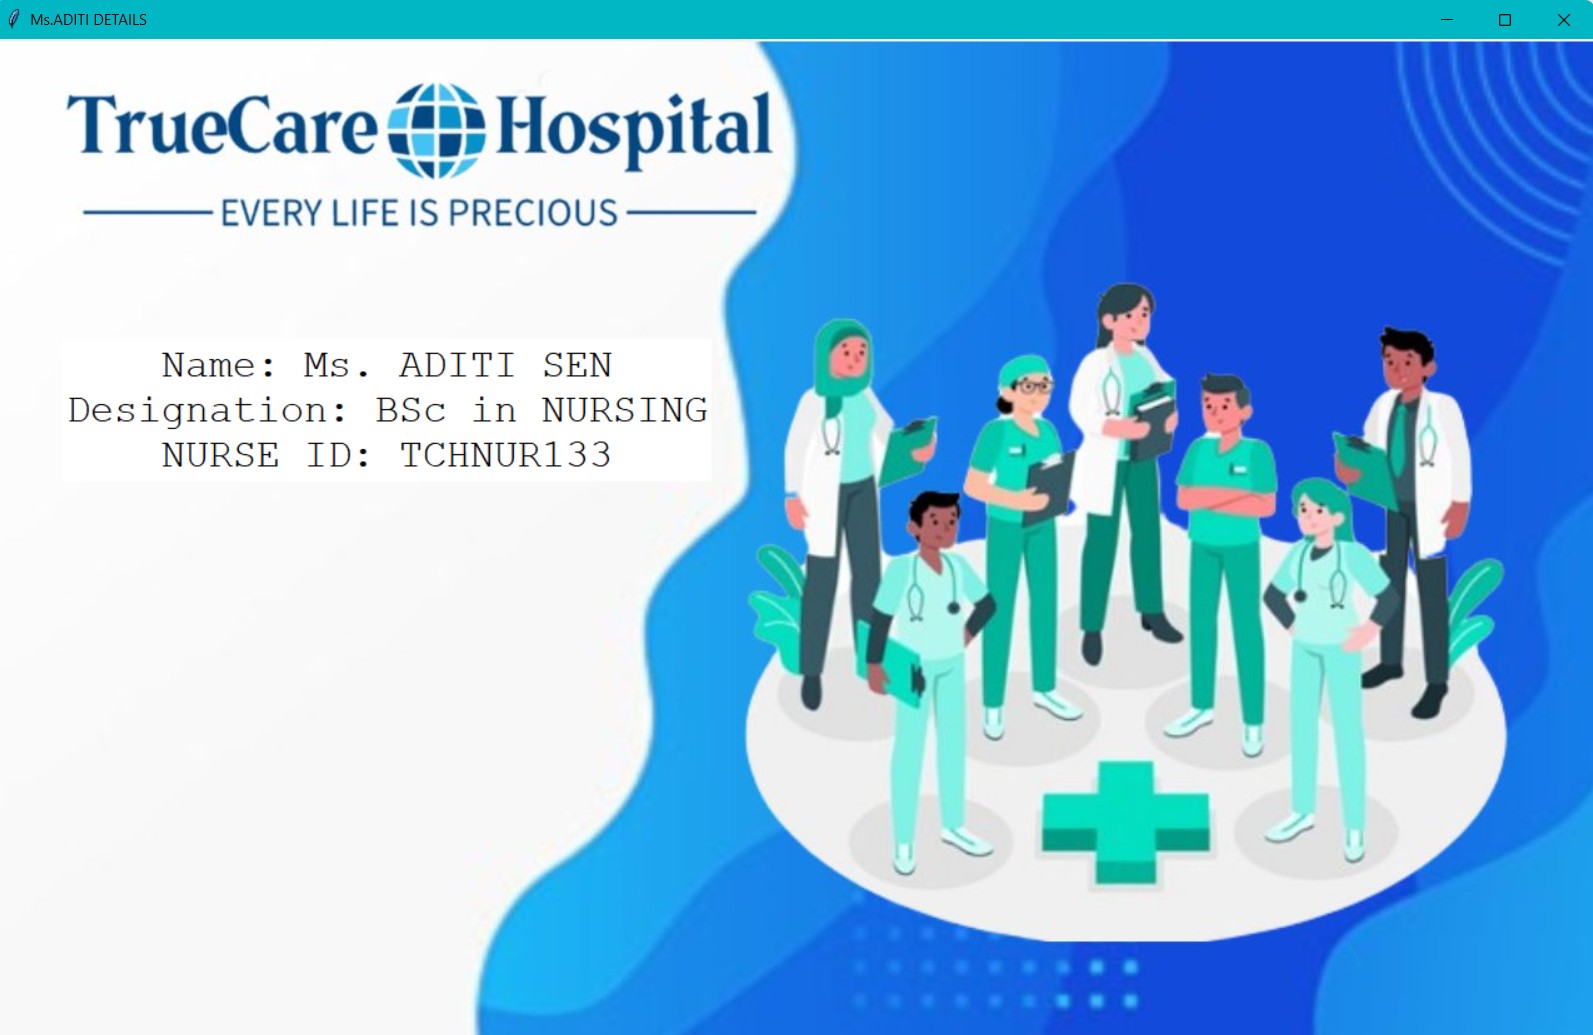 Ms.ADITI DETAILS
TrueCare Hospital
EVERY LIFE IS PRECIOUS
Name: Ms. ADITI SEN
Designation: BSc in NURSING
NURSE ID: TCHNUR133